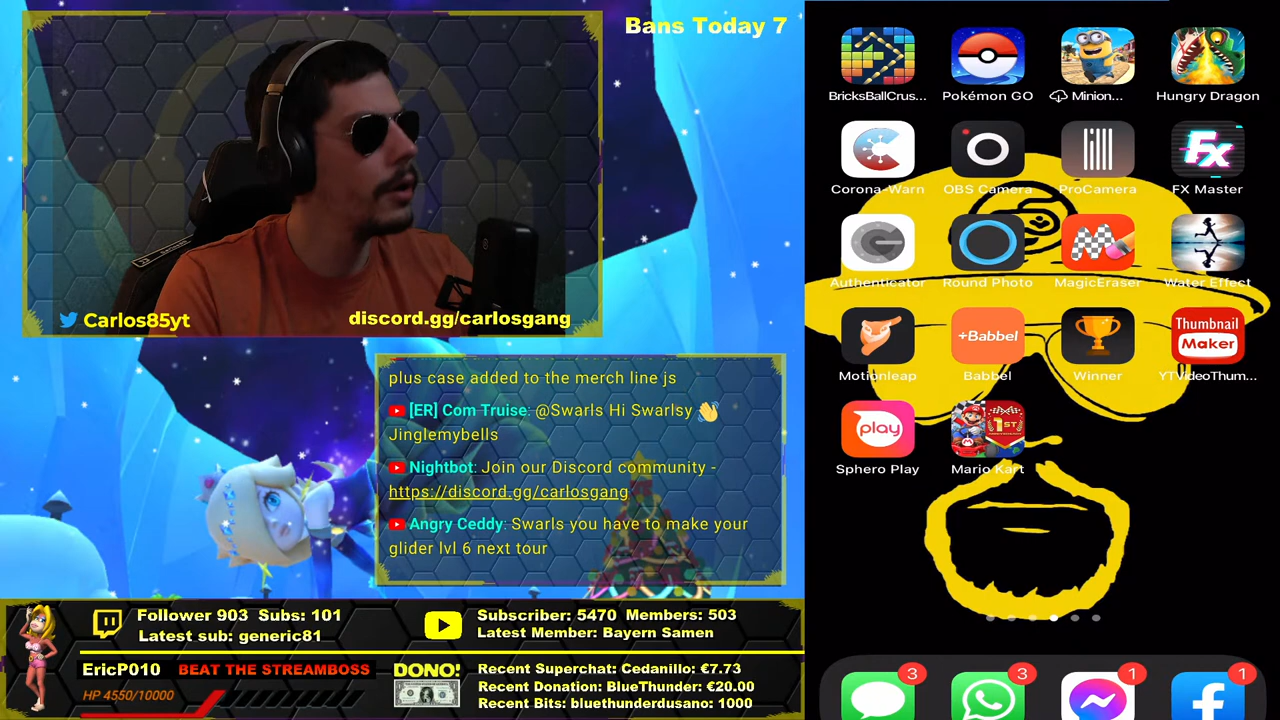 Bans Today 7
Carlos85yt
discord.gg/carlosgang
plus case added to the merch line js
[ER] Com Truise: @Swarls Hi Swarlsy 👋
Jinglemybells
Nightbot: Join our Discord community -
https://discord.gg/carlosgang
Angry Ceddy: Swarls you have to make your
glider lvl 6 next tour
Follower 903 Subs: 101
Latest sub: generic81
Subscriber: 5470 Members: 503
Latest Member: Bayern Samen
EricP010 BEAT THE STREAMBOSS
HP 4550/10000
DONO!
Recent Superchat: Cedanillo: €7.73
Recent Donation: BlueThunder: €20.00
Recent Bits: bluethunderdusano: 1000
BricksBallCrus... Pokémon GO Minion... Hungry Dragon
Fx
Corona-Warn OBS Camera ProCamera FX Master
Authenticator Round Photo MagicEraser Water Effect
+Babbel
Thumbnail
Maker
Motionleap Babbel Winner YTVideoThum...
play
1ST
Sphero Play Mario Kart
3 3 1 1